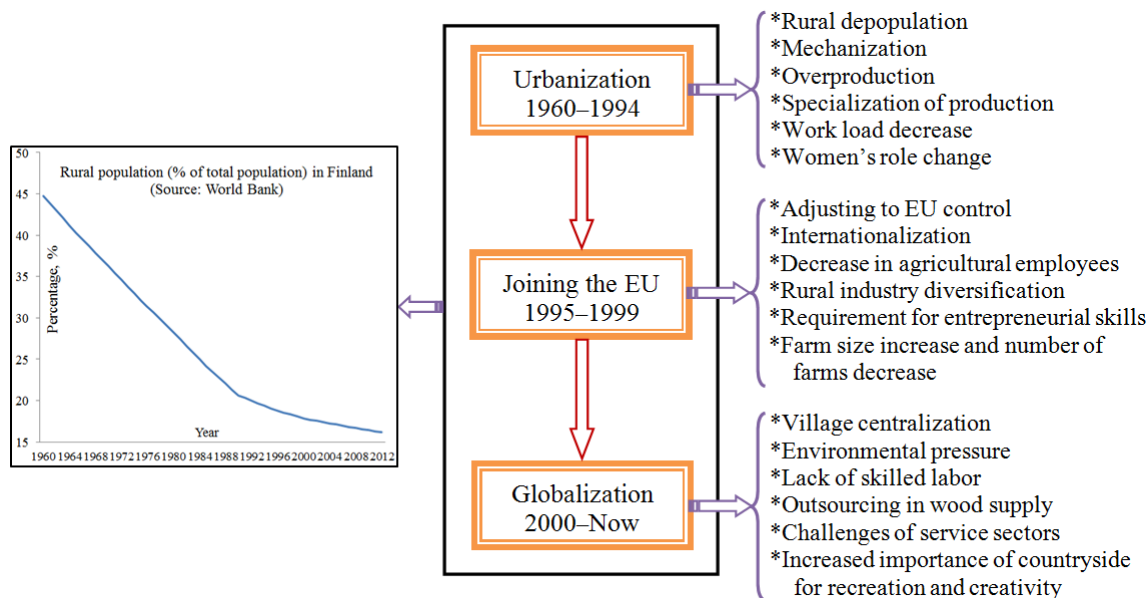 Rural population (% of total population) in Finland
(Source: World Bank)
Percentage, %
50
45
40
35
30
25
20
15
Year
1960 1964 1968 1972 1976 1980 1984 1988 1992 1996 2000 2004 2008 2012
Urbanization
1960–1994
*Rural depopulation
*Mechanization
*Overproduction
*Specialization of production
*Work load decrease
*Women's role change
Joining the EU
1995–1999
*Adjusting to EU control
*Internationalization
*Decrease in agricultural employees
*Rural industry diversification
*Requirement for entrepreneurial skills
*Farm size increase and number of
farms decrease
Globalization
2000–Now
*Village centralization
*Environmental pressure
*Lack of skilled labor
*Outsourcing in wood supply
*Challenges of service sectors
*Increased importance of countryside
for recreation and creativity